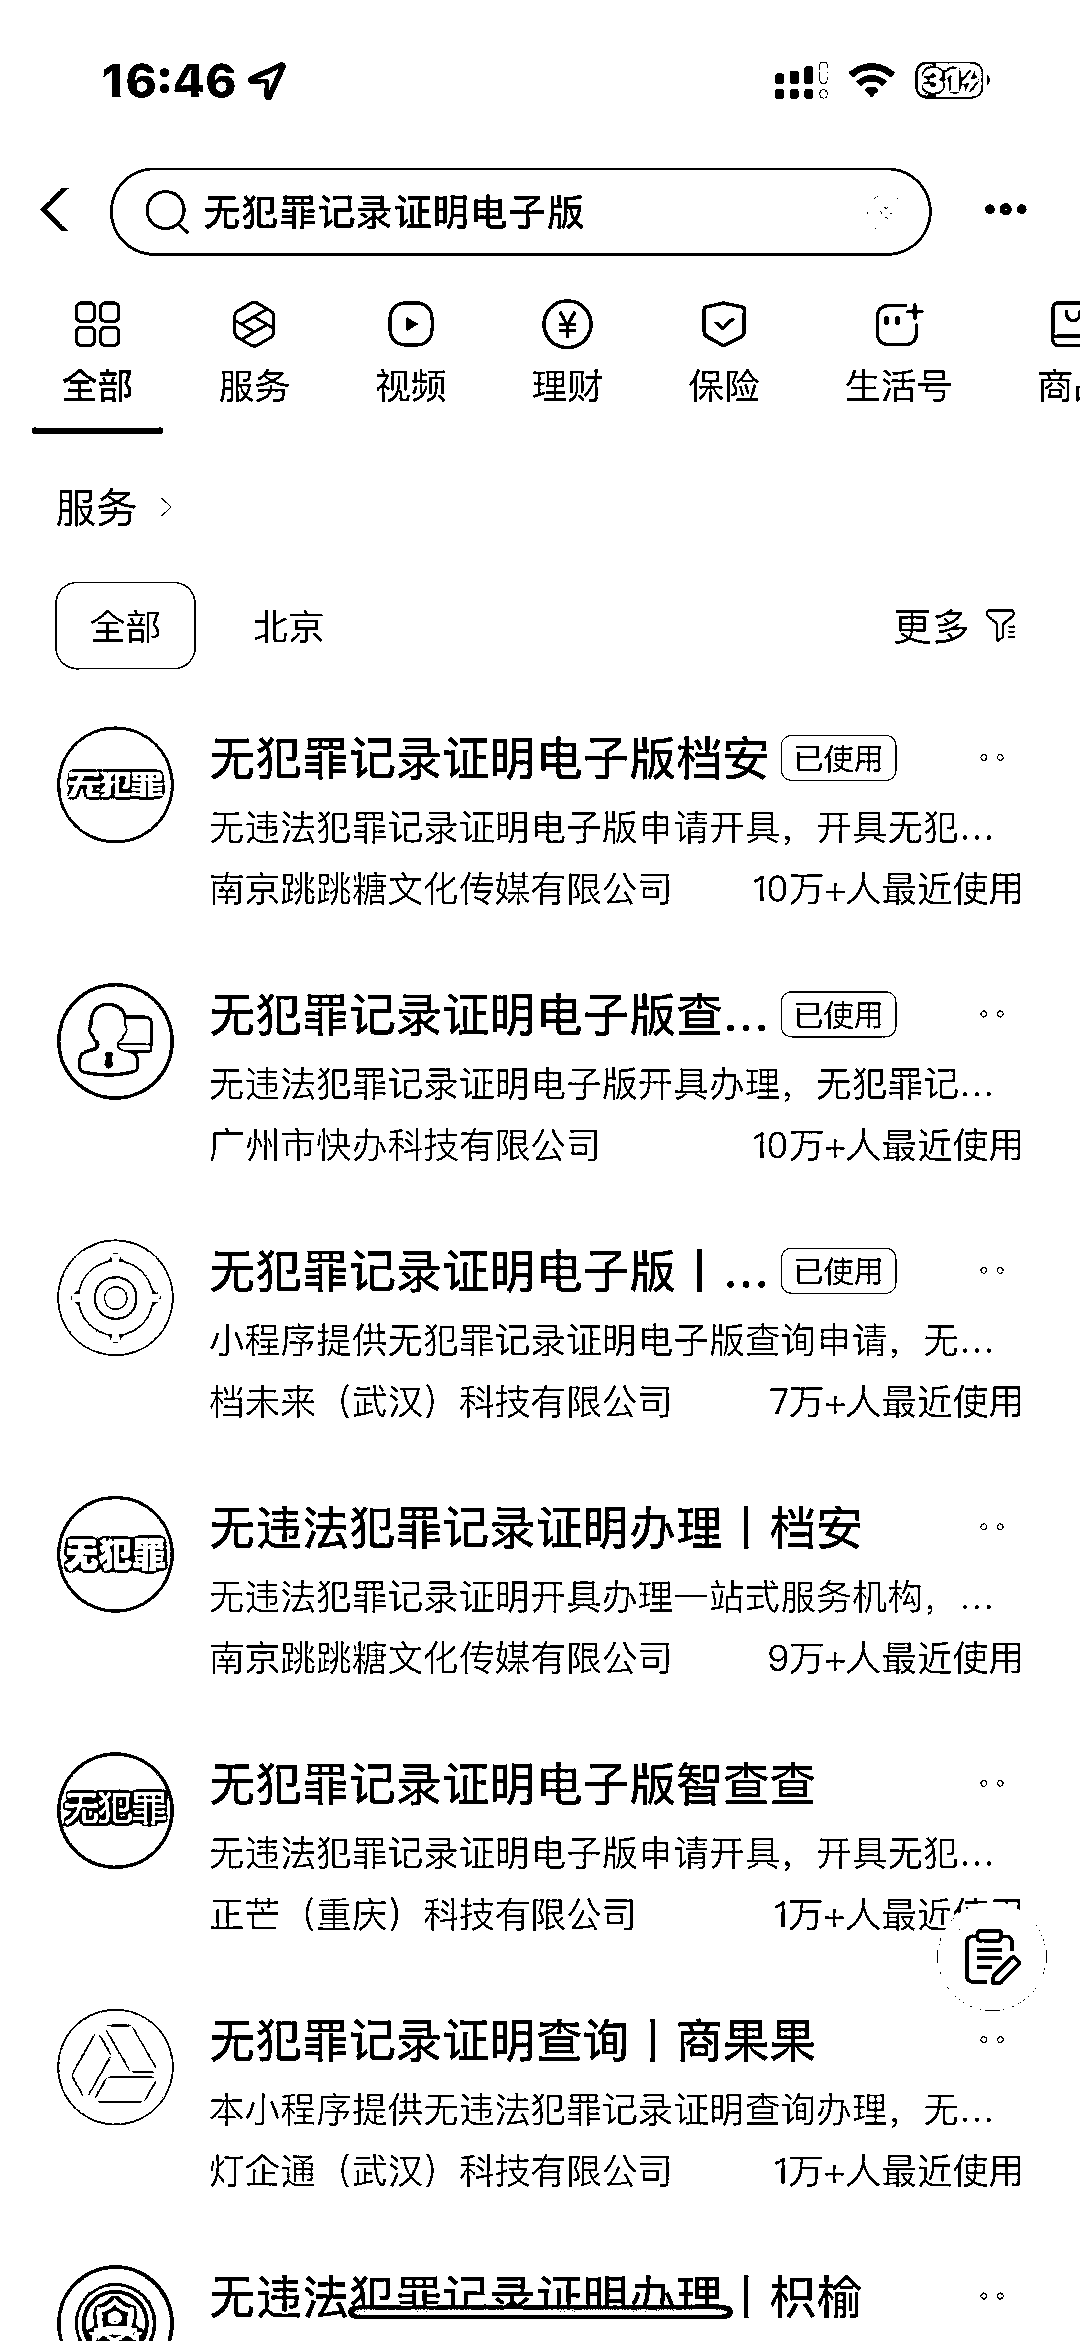 16:46
31
无犯罪记录证明电子版
全部 服务 视频 理财 保险 生活号 商品
服务
全部 北京 更多
无犯罪 无犯罪记录证明电子版档安 已使用
无违法犯罪记录证明电子版申请开具，开具无犯...
南京跳跳糖文化传媒有限公司 10万+人最近使用
无犯罪记录证明电子版查... 已使用
无违法犯罪记录证明电子版开具办理，无犯罪记...
广州市快办科技有限公司 10万+人最近使用
无犯罪记录证明电子版丨... 已使用
小程序提供无犯罪记录证明电子版查询申请，无...
档未来（武汉）科技有限公司 7万+人最近使用
无犯罪 无违法犯罪记录证明办理丨档安
无违法犯罪记录证明开具办理一站式服务机构，...
南京跳跳糖文化传媒有限公司 9万+人最近使用
无犯罪 无犯罪记录证明电子版智查查
无违法犯罪记录证明电子版申请开具，开具无犯...
正芒（重庆）科技有限公司 1万+人最近使用
无犯罪记录证明查询丨商果果
本小程序提供无违法犯罪记录证明查询办理，无...
灯企通（武汉）科技有限公司 1万+人最近使用
无违法犯罪记录证明办理丨枳榆